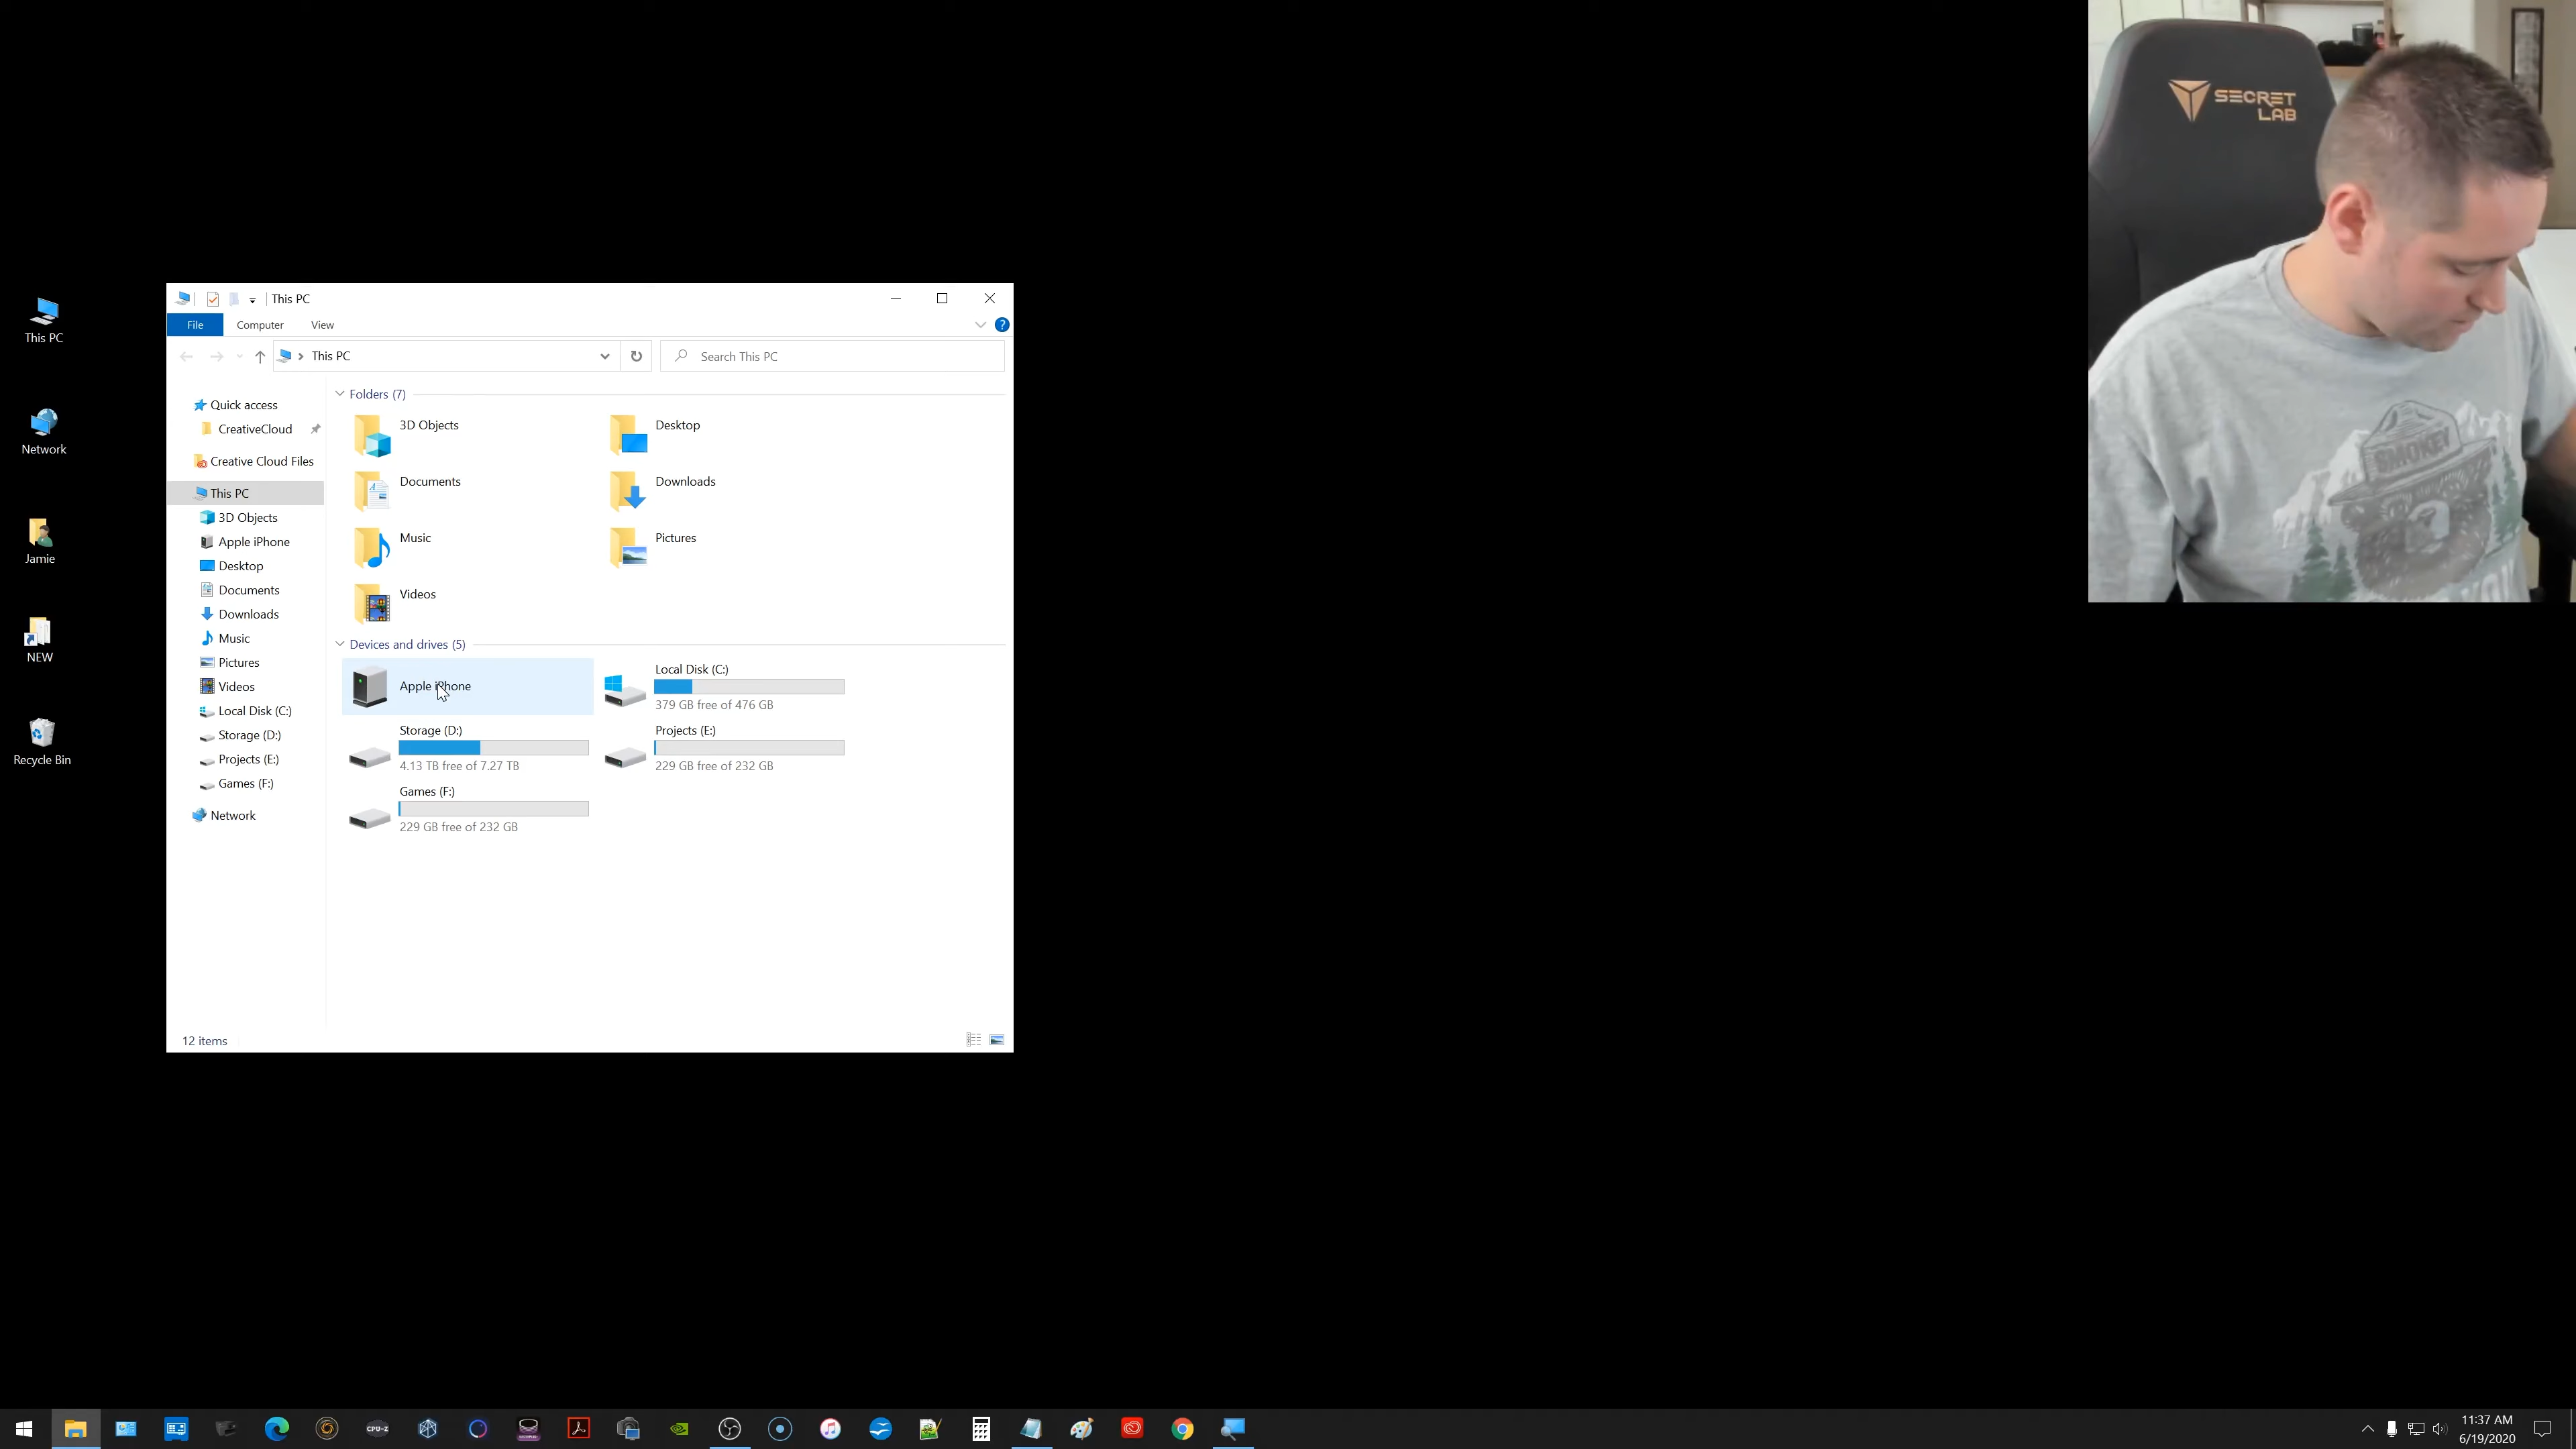 SECRET
LAB
SMOKEY
This PC
File
Computer
View
This PC
Search This PC
Quick access
CreativeCloud
Creative Cloud Files
This PC
3D Objects
Apple iPhone
Desktop
Documents
Downloads
Music
Pictures
Videos
Local Disk (C:)
Storage (D:)
Projects (E:)
Games (F:)
Network
Folders (7)
3D Objects
Desktop
Documents
Downloads
Music
Pictures
Videos
Devices and drives (5)
Apple iPhone
Local Disk (C:)
379 GB free of 476 GB
Storage (D:)
4.13 TB free of 7.27 TB
Projects (E:)
229 GB free of 232 GB
Games (F:)
229 GB free of 232 GB
12 items
This PC
Network
Jamie
NEW
Recycle Bin
CPU-Z
11:37 AM
6/19/2020